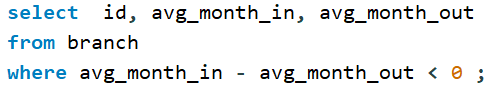 select  id, avg_month_in, avg_month_out
from branch
where avg_month_in - avg_month_out < 0 ;